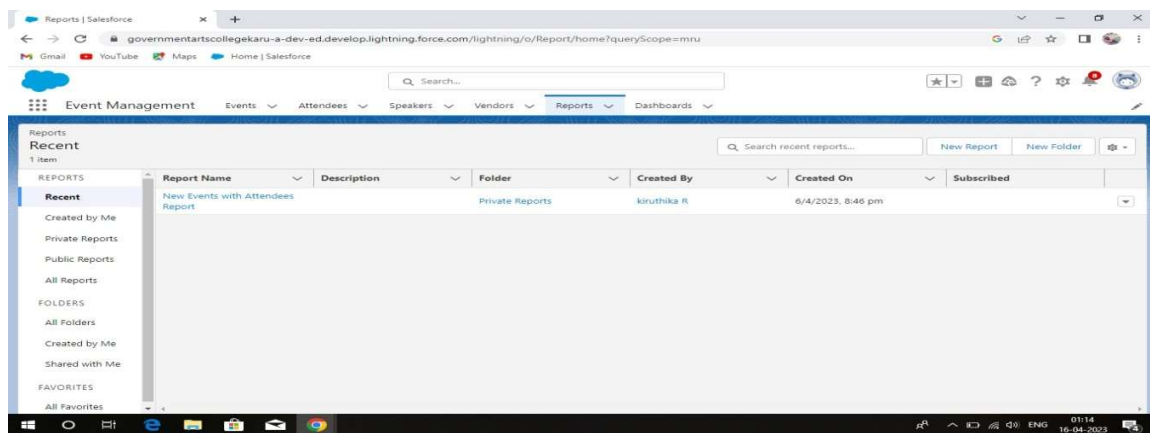 Reports | Salesforce
governmentartscollegekaru-a-dev-ed.develop.lightning.force.com/lightning/o/Report/home?queryScope=mru
Gmail YouTube Maps Home | Salesforce
Search...
Event Management Events Attendees Speakers Vendors Reports Dashboards
Reports
Recent
1 item
Search recent reports...
New Report New Folder
REPORTS
Recent
Created by Me
Private Reports
Public Reports
All Reports
FOLDERS
All Folders
Created by Me
Shared with Me
FAVORITES
All Favorites
Report Name Description Folder Created By Created On Subscribed
New Events with Attendees
Report
Private Reports kiruthika R 6/4/2023, 8:46 pm
ENG
01:14
16-04-2023